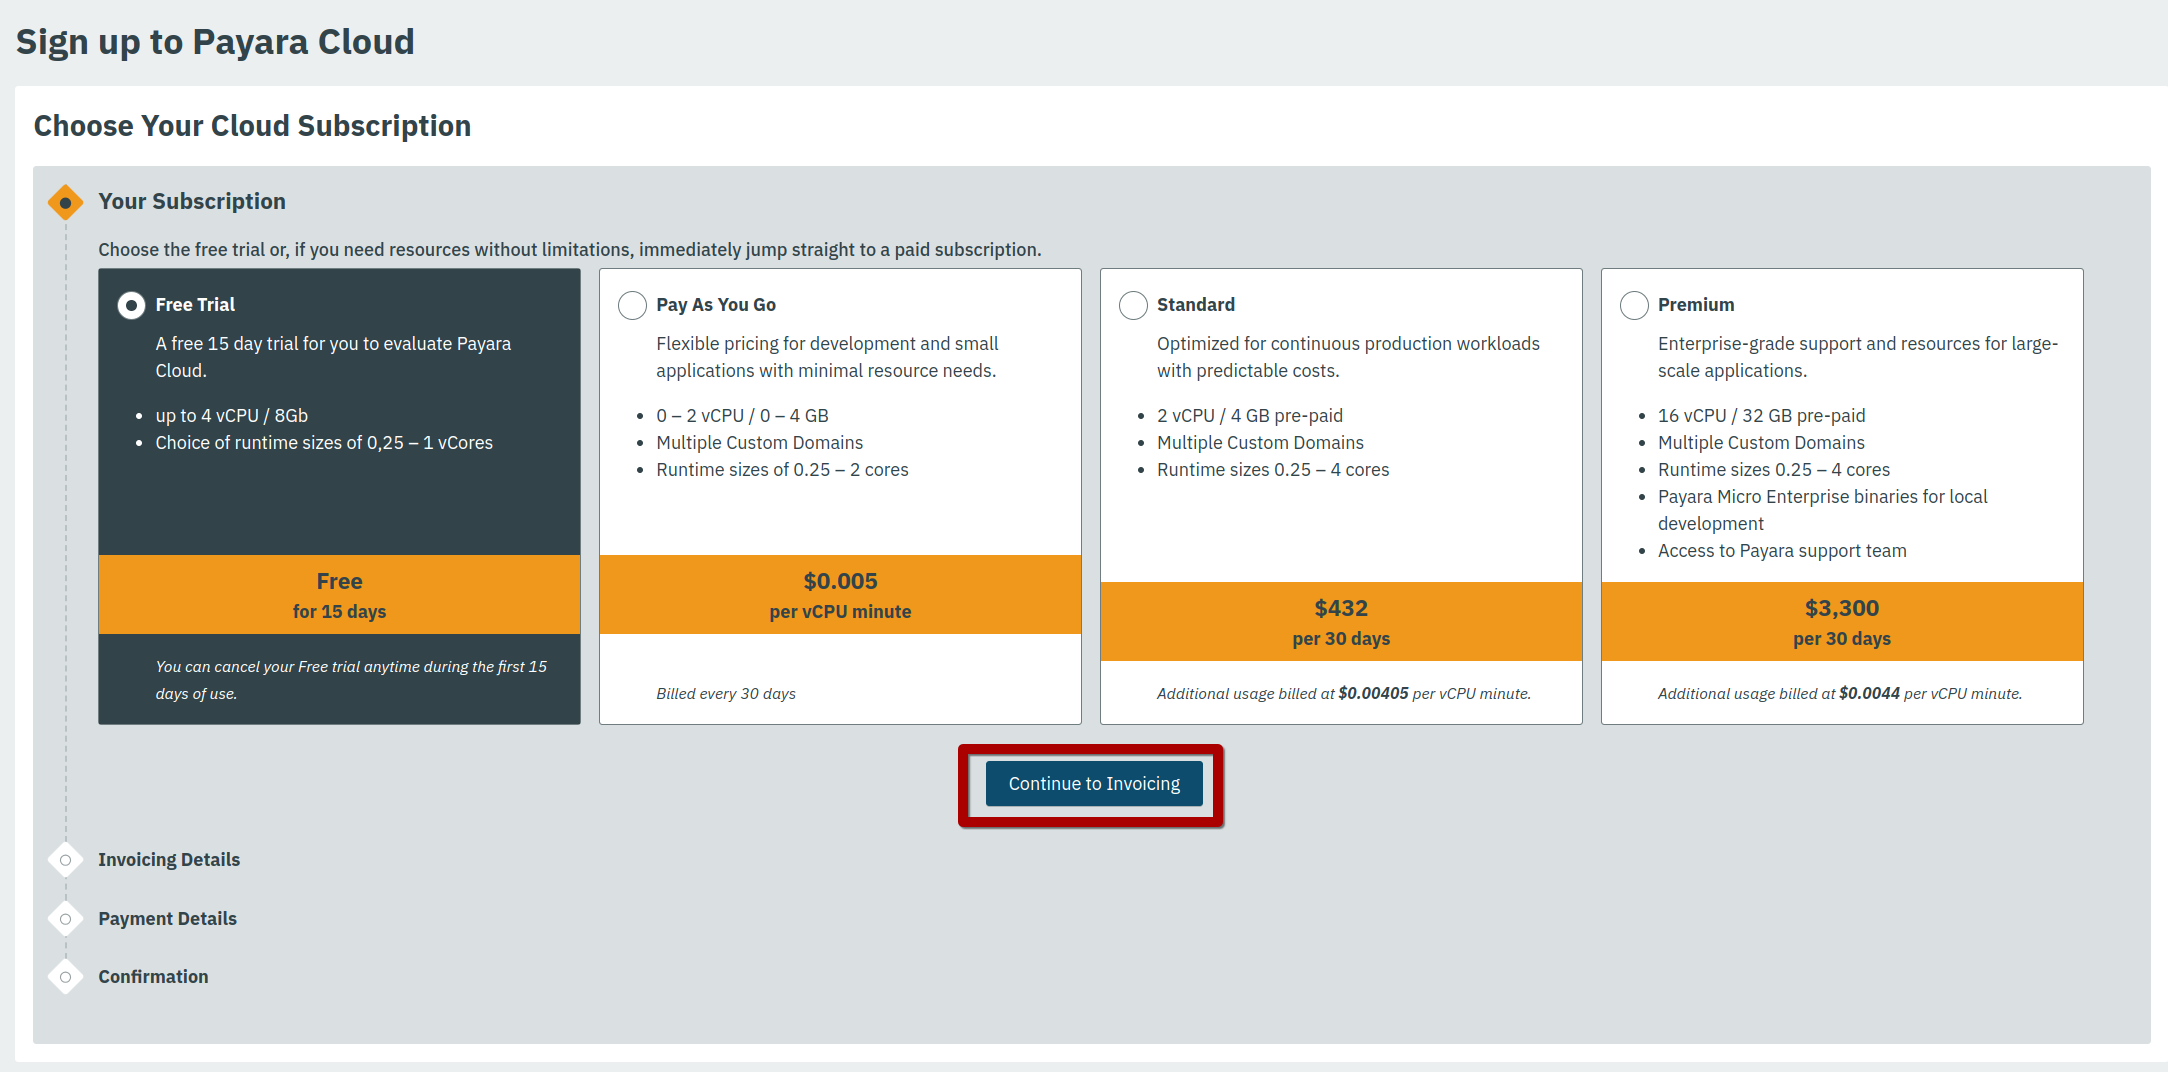 Sign up to Payara Cloud
Choose Your Cloud Subscription
Your Subscription
Choose the free trial or, if you need resources without limitations, immediately jump straight to a paid subscription.
Free Trial
A free 15 day trial for you to evaluate Payara
Cloud.
• up to 4 vCPU / 8Gb
• Choice of runtime sizes of 0,25 – 1 vCores
Free
for 15 days
You can cancel your Free trial anytime during the first 15
days of use.
Pay As You Go
Flexible pricing for development and small
applications with minimal resource needs.
• 0 – 2 vCPU / 0 – 4 GB
• Multiple Custom Domains
• Runtime sizes of 0.25 – 2 cores
$0.005
per vCPU minute
Billed every 30 days
Standard
Optimized for continuous production workloads
with predictable costs.
• 2 vCPU / 4 GB pre-paid
• Multiple Custom Domains
• Runtime sizes 0.25 – 4 cores
$432
per 30 days
Additional usage billed at $0.00405 per vCPU minute.
Premium
Enterprise-grade support and resources for large-
scale applications.
• 16 vCPU / 32 GB pre-paid
• Multiple Custom Domains
• Runtime sizes 0.25 – 4 cores
• Payara Micro Enterprise binaries for local
development
• Access to Payara support team
$3,300
per 30 days
Additional usage billed at $0.0044 per vCPU minute.
Continue to Invoicing
Invoicing Details
Payment Details
Confirmation